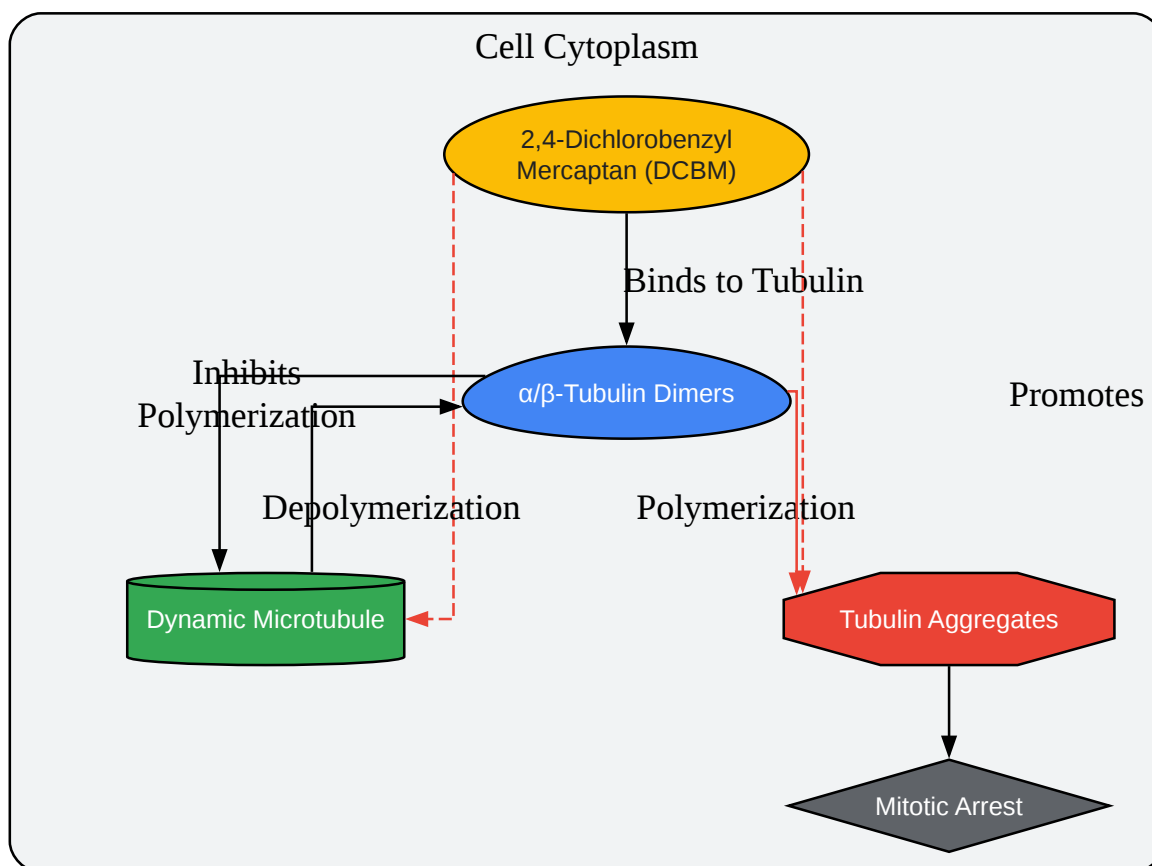 Cell Cytoplasm
2,4-Dichlorobenzyl
Mercaptan (DCBM)
Binds to Tubulin
Inhibits
Polymerization
α/β-Tubulin Dimers
Promotes
Depolymerization
Polymerization
Dynamic Microtubule
Tubulin Aggregates
Mitotic Arrest